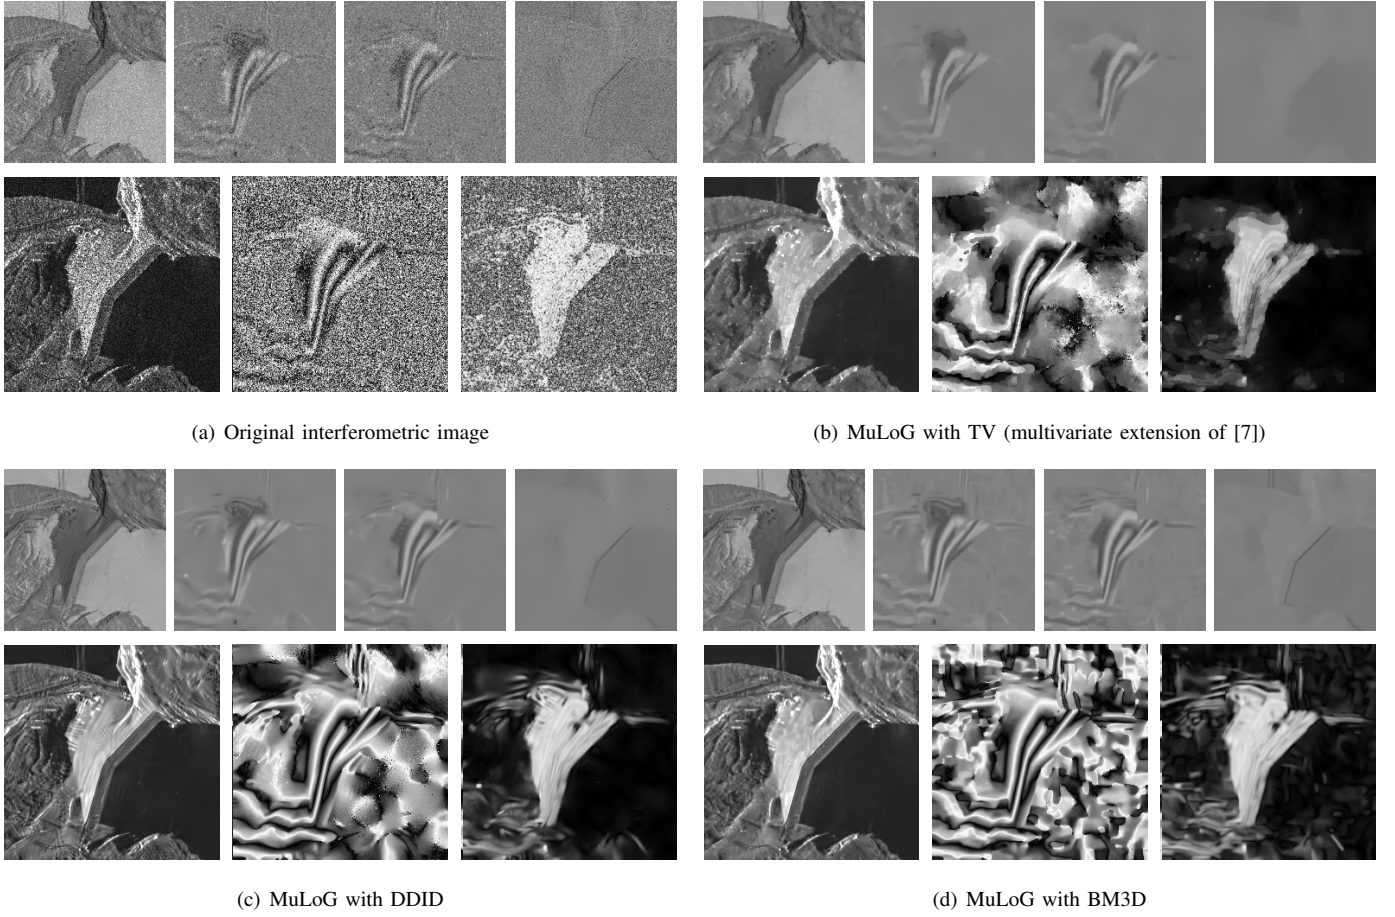 (a) Original interferometric image
(b) MuLoG with TV (multivariate extension of [7])
(c) MuLoG with DDID
(d) MuLoG with BM3D